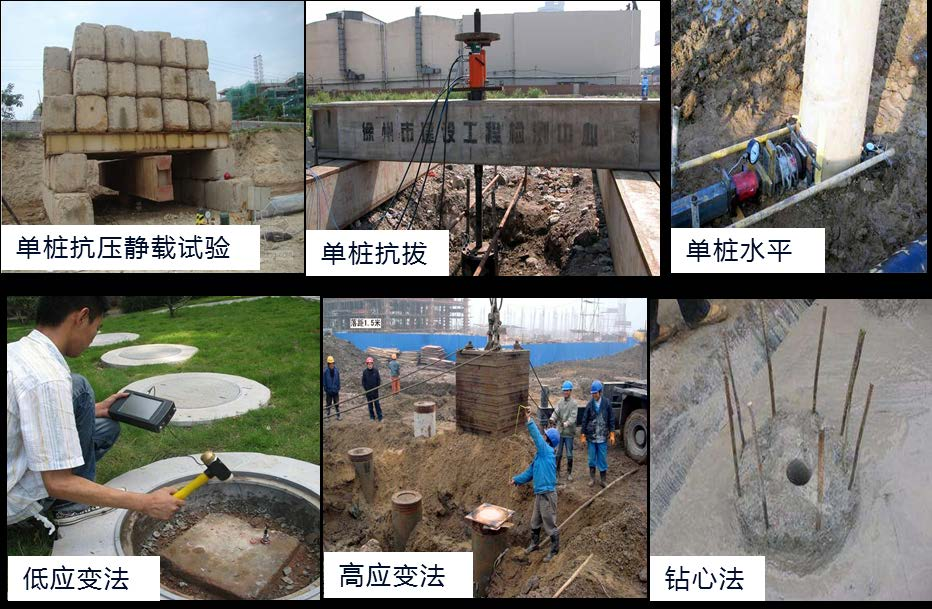 徐州市建设工程检测中心
单桩抗压静载试验
单桩抗拔
单桩水平
落距1.5米
低应变法
高应变法
钻心法